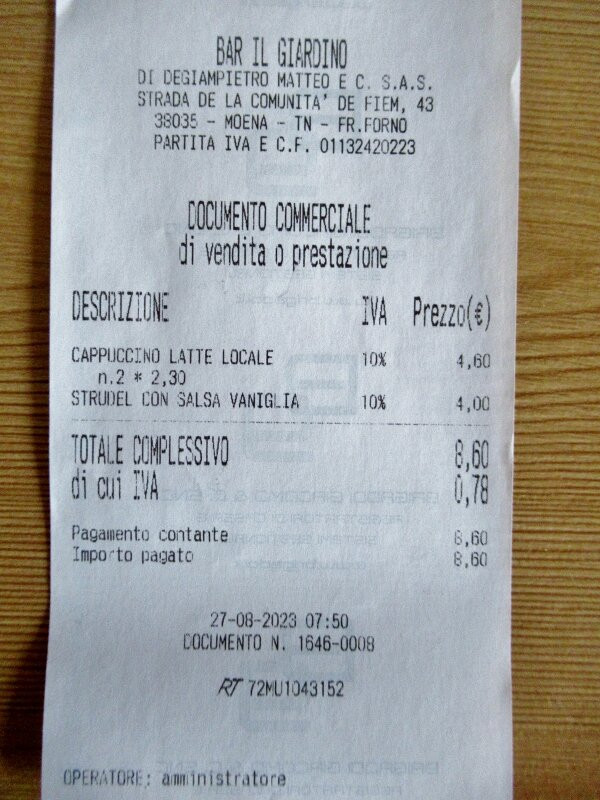 BAR IL GIARDINO
DI DEGIAMPIETRO MATTEO E C. S.A.S.
STRADA DE LA COMUNITA' DE FIEM, 43
38035 - MOENA - TN - FR.FORNO
PARTITA IVA E C.F. 01132420223
DOCUMENTO COMMERCIALE
di vendita o prestazione
DESCRIZIONE IVA Prezzo(€)
CAPPUCCINO LATTE LOCALE 10% 4,60
n.2 * 2,30
STRUDEL CON SALSA VANIGLIA 10% 4,00
TOTALE COMPLESSIVO 8,60
di cui IVA 0,78
Pagamento contante 8,60
Importo pagato 8,60
27-08-2023 07:50
DOCUMENTO N. 1646-0008
RT 72MU1043152
OPERATORE: amministratore